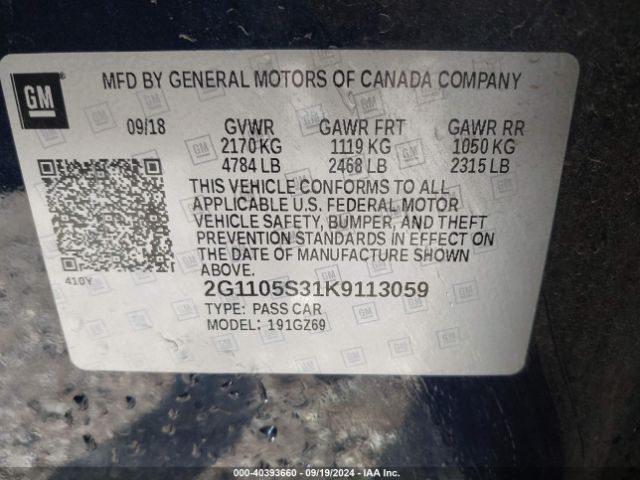 GM
MFD BY GENERAL MOTORS OF CANADA COMPANY
09/18 GVWR GAWR FRT GAWR RR
2170 KG 1119 KG 1050 KG
4784 LB 2468 LB 2315 LB
THIS VEHICLE CONFORMS TO ALL
APPLICABLE U.S. FEDERAL MOTOR
VEHICLE SAFETY, BUMPER, AND THEFT
PREVENTION STANDARDS IN EFFECT ON
THE DATE OF MANUFACTURE SHOWN
ABOVE.
410Y
2G1105S31K9113059
TYPE: PASS CAR
MODEL: 191GZ69
000-40393660 - 09/19/2024 - IAA Inc.